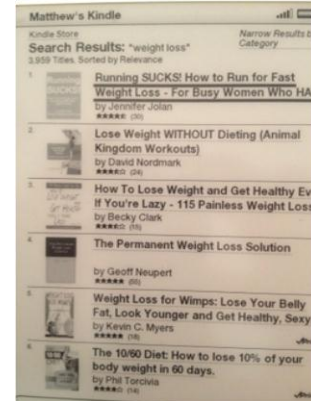 Matthew's Kindle
Kindle Store
Narrow Results b
Search Results: "weight loss"
Category
3,959 Titles. Sorted by Relevance
1.
Running SUCKS! How to Run for Fast
Weight Loss - For Busy Women Who HA
by Jennifer Jolan
(30)
2.
Lose Weight WITHOUT Dieting (Animal
Kingdom Workouts)
by David Nordmark
(24)
3.
How To Lose Weight and Get Healthy Ev
If You're Lazy - 115 Painless Weight Loss
by Becky Clark
(15)
4.
The Permanent Weight Loss Solution
by Geoff Neupert
5.
Weight Loss for Wimps: Lose Your Belly
Fat, Look Younger and Get Healthy, Sexy
by Kevin C. Myers
(18)
6.
The 10/60 Diet: How to lose 10% of your
body weight in 60 days.
by Phil Torcivia
(14)